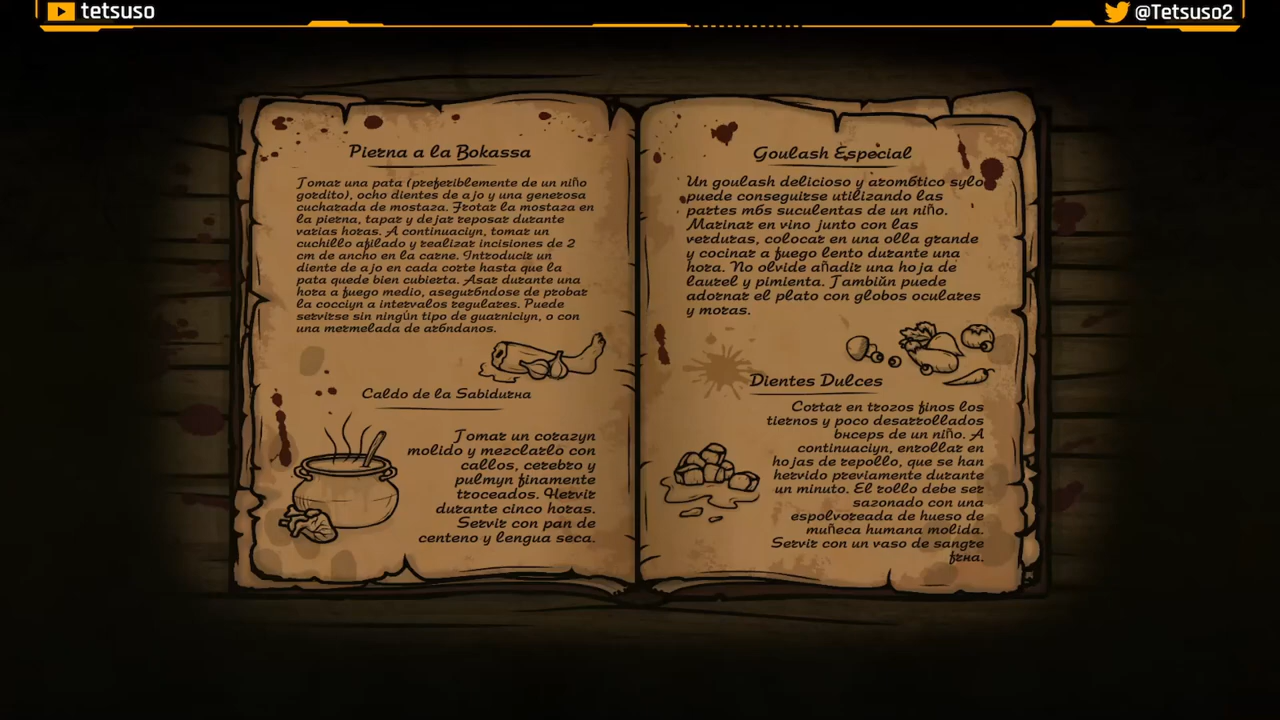 tetsuso
@Tetsuso2
Pierna a la Bokassa
Tomar una pata (preferiblemente de un niño
gordito), ocho dientes de ajo y una generosa
cucharada de mostaza. Frotar la mostaza en
la pierna, tapar y dejar reposar durante
varias horas. A continuaciyn, tomar un
cuchillo afilado y realizar incisiones de 2
cm de ancho en la carne. Introducir un
diente de ajo en cada corte hasta que la
pata quede bien cubierta. Asar durante una
hora a fuego medio, asegurбndose de probar
la cocciyn a intervalos regulares. Puede
servirse sin ningún tipo de guarniciyn, o con
una mermelada de arбndanos.
Caldo de la Sabidurнa
Tomar un corazyn
molido y mezclarlo con
callos, cerebro y
pulmyn finamente
troceados. Hervir
durante cinco horas.
Servir con pan de
centeno y lengua seca.
Goulash Especial
Un goulash delicioso y aromбtico sylo
puede conseguirse utilizando las
partes mбs suculentas de un niño.
Marinar en vino junto con las
verduras, colocar en una olla grande
y cocinar a fuego lento durante una
hora. No olvide añadir una hoja de
laurel y pimienta. Tambiйn puede
adornar el plato con globos oculares
y moras.
Dientes Dulces
Cortar en trozos finos los
tiernos y poco desarrollados
bнceps de un niño. A
continuaciyn, enrollar en
hojas de repollo, que se han
hervido previamente durante
un minuto. El rollo debe ser
sazonado con una
espolvoreada de hueso de
muñeca humana molida.
Servir con un vaso de sangre
frнa.